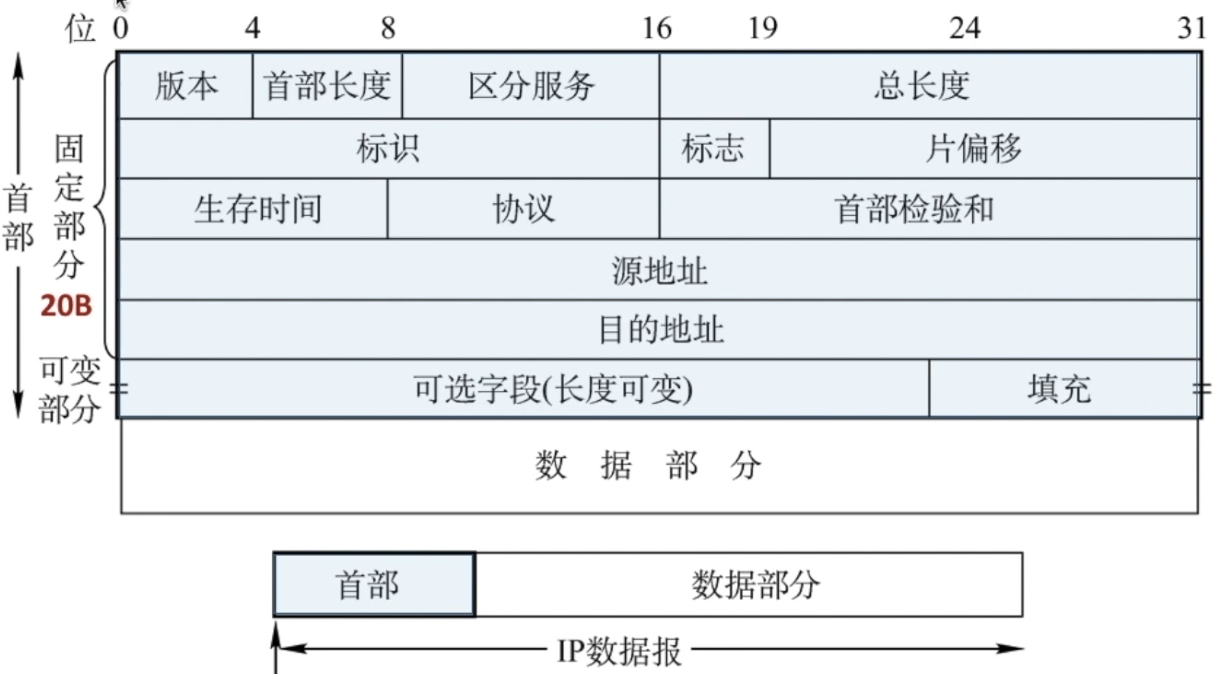 位 0 4 8 16 19 24 31
版本 首部长度 区分服务 总长度
标识 标志 片偏移
生存时间 协议 首部检验和
源地址
目的地址
可选字段(长度可变) 填充
数据部分
首部
固定部分
20B
可变
部分
首部 数据部分
IP数据报